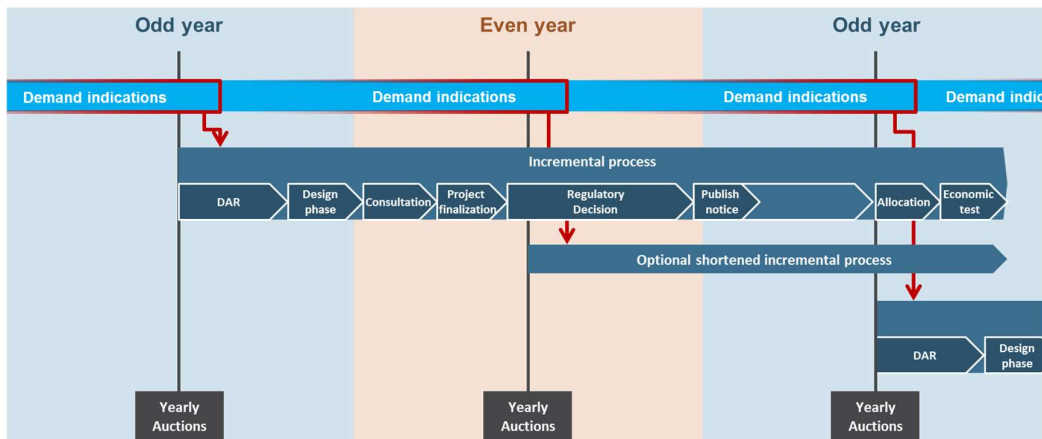 Odd year
Even year
Odd year
Demand indications
Demand indications
Demand indications
Demand indic
Incremental process
DAR
Design
phase
Consultation
Project
finalization
Regulatory
Decision
Publish
notice
Allocation
Economic
test
Optional shortened incremental process
DAR
Design
phase
Yearly
Auctions
Yearly
Auctions
Yearly
Auctions